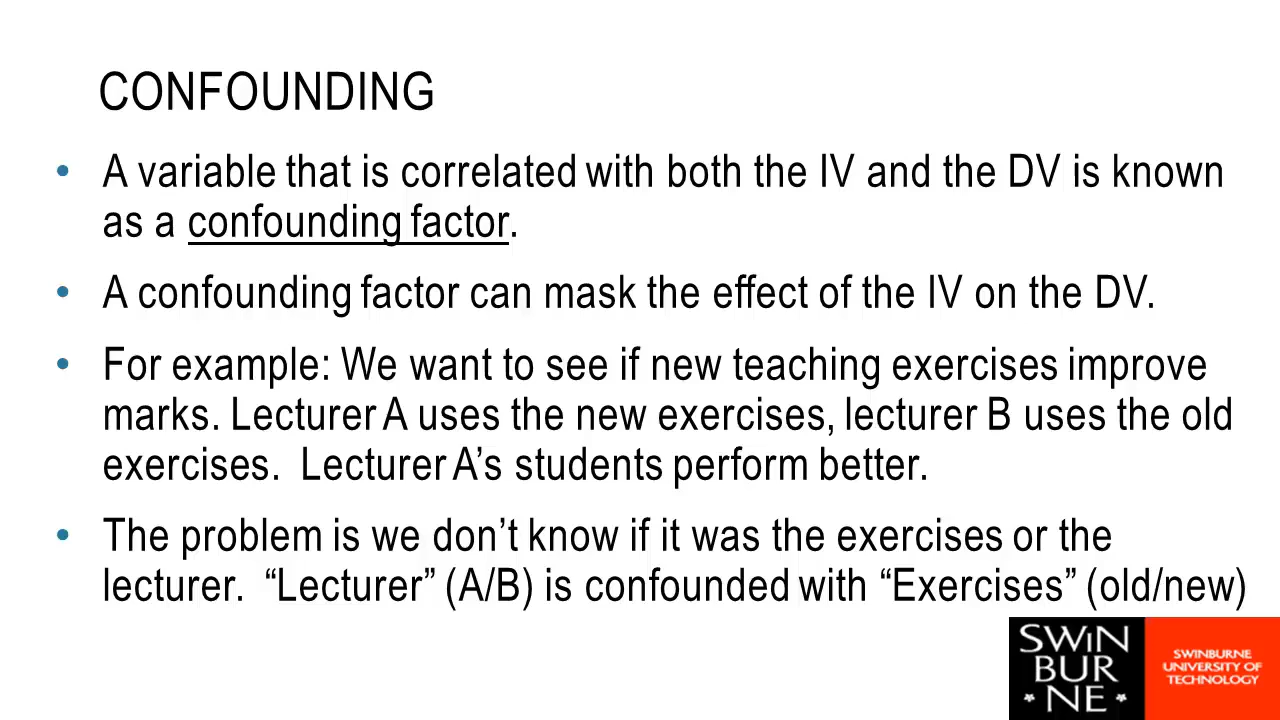 CONFOUNDING
• A variable that is correlated with both the IV and the DV is known
as a confounding factor.
• A confounding factor can mask the effect of the IV on the DV.
• For example: We want to see if new teaching exercises improve
marks. Lecturer A uses the new exercises, lecturer B uses the old
exercises.  Lecturer A’s students perform better.
• The problem is we don’t know if it was the exercises or the
lecturer.  “Lecturer” (A/B) is confounded with “Exercises” (old/new)
SWiN
BUR
* NE *
SWINBURNE
UNIVERSITY OF
TECHNOLOGY